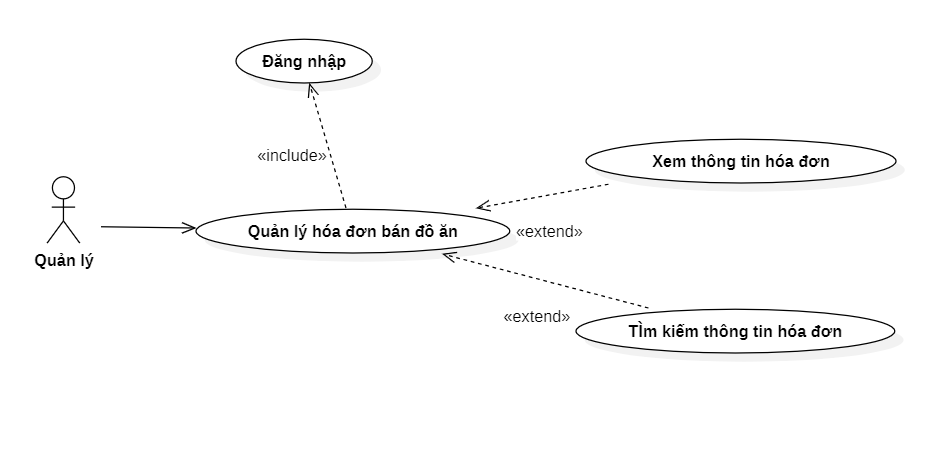 Đăng nhập
«include»
Xem thông tin hóa đơn
Quản lý hóa đơn bán đồ ăn
«extend»
Quản lý
«extend»
TÌm kiếm thông tin hóa đơn